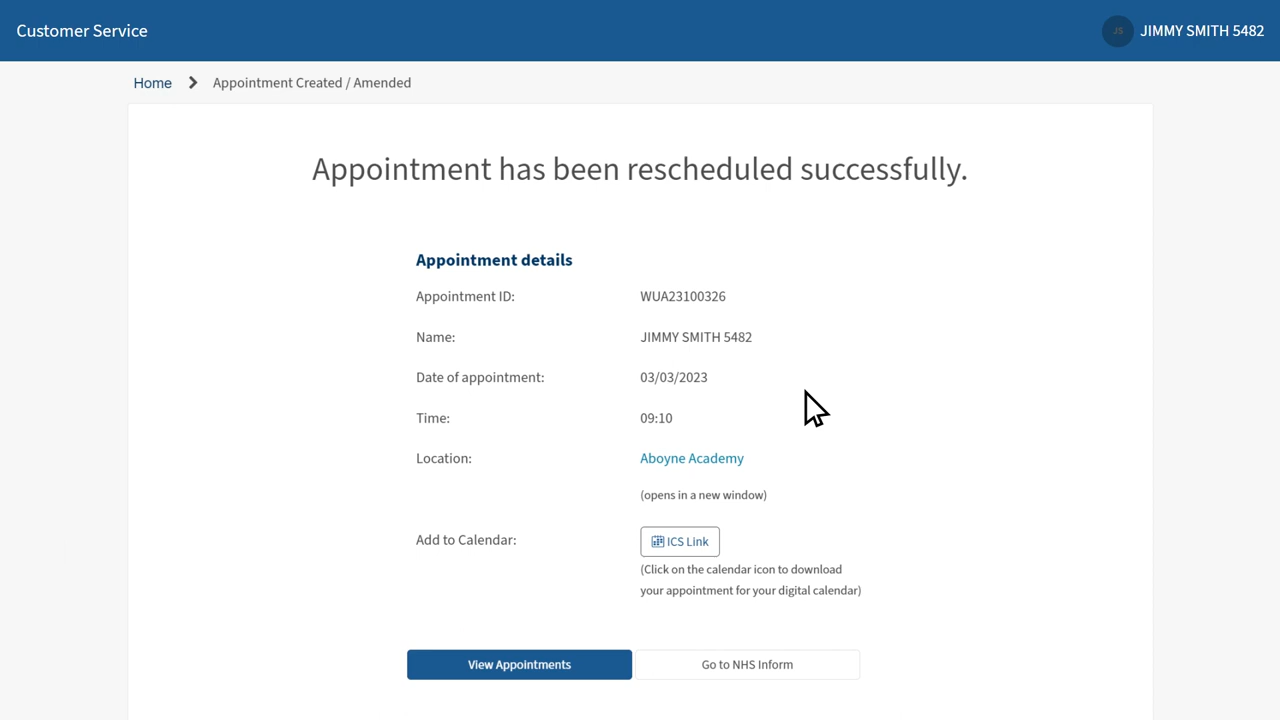 Customer Service
JS
JIMMY SMITH 5482
Home
Appointment Created / Amended
Appointment has been rescheduled successfully.
Appointment details
Appointment ID:
WUA23100326
Name:
JIMMY SMITH 5482
Date of appointment:
03/03/2023
Time:
09:10
Location:
Aboyne Academy
(opens in a new window)
Add to Calendar:
ICS Link
(Click on the calendar icon to download
your appointment for your digital calendar)
View Appointments
Go to NHS Inform